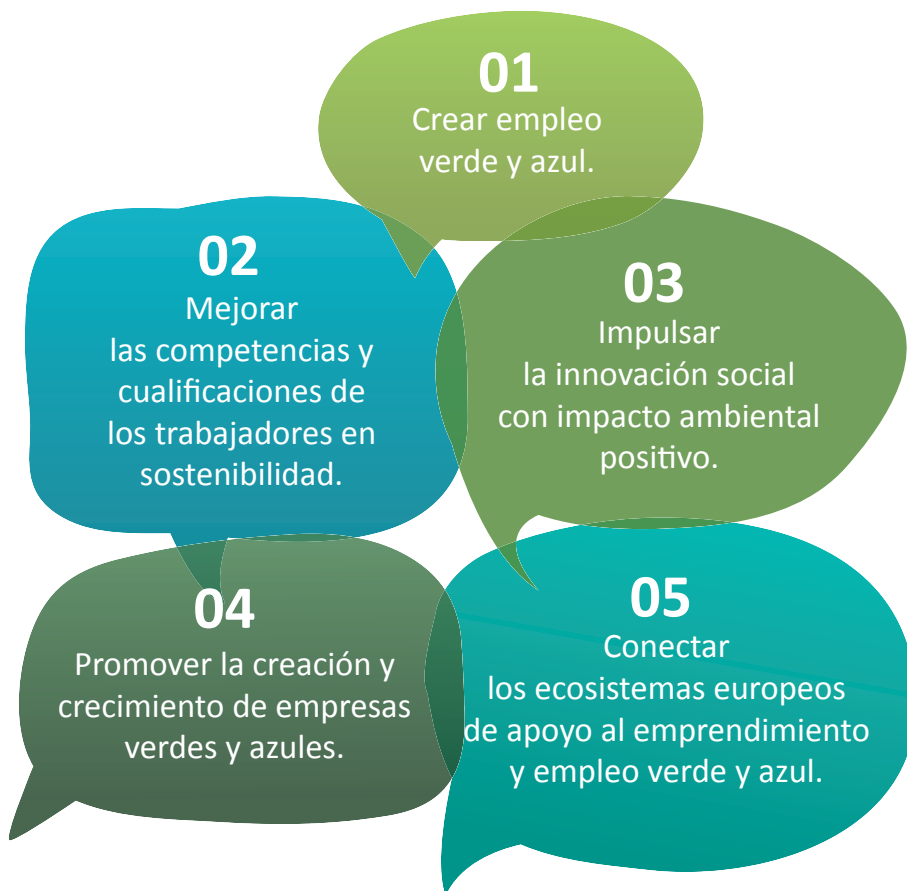 01
Crear empleo
verde y azul.
02
Mejorar
las competencias y
cualificaciones de
los trabajadores en
sostenibilidad.
03
Impulsar
la innovación social
con impacto ambiental
positivo.
04
Promover la creación y
crecimiento de empresas
verdes y azules.
05
Conectar
los ecosistemas europeos
de apoyo al emprendimiento
y empleo verde y azul.